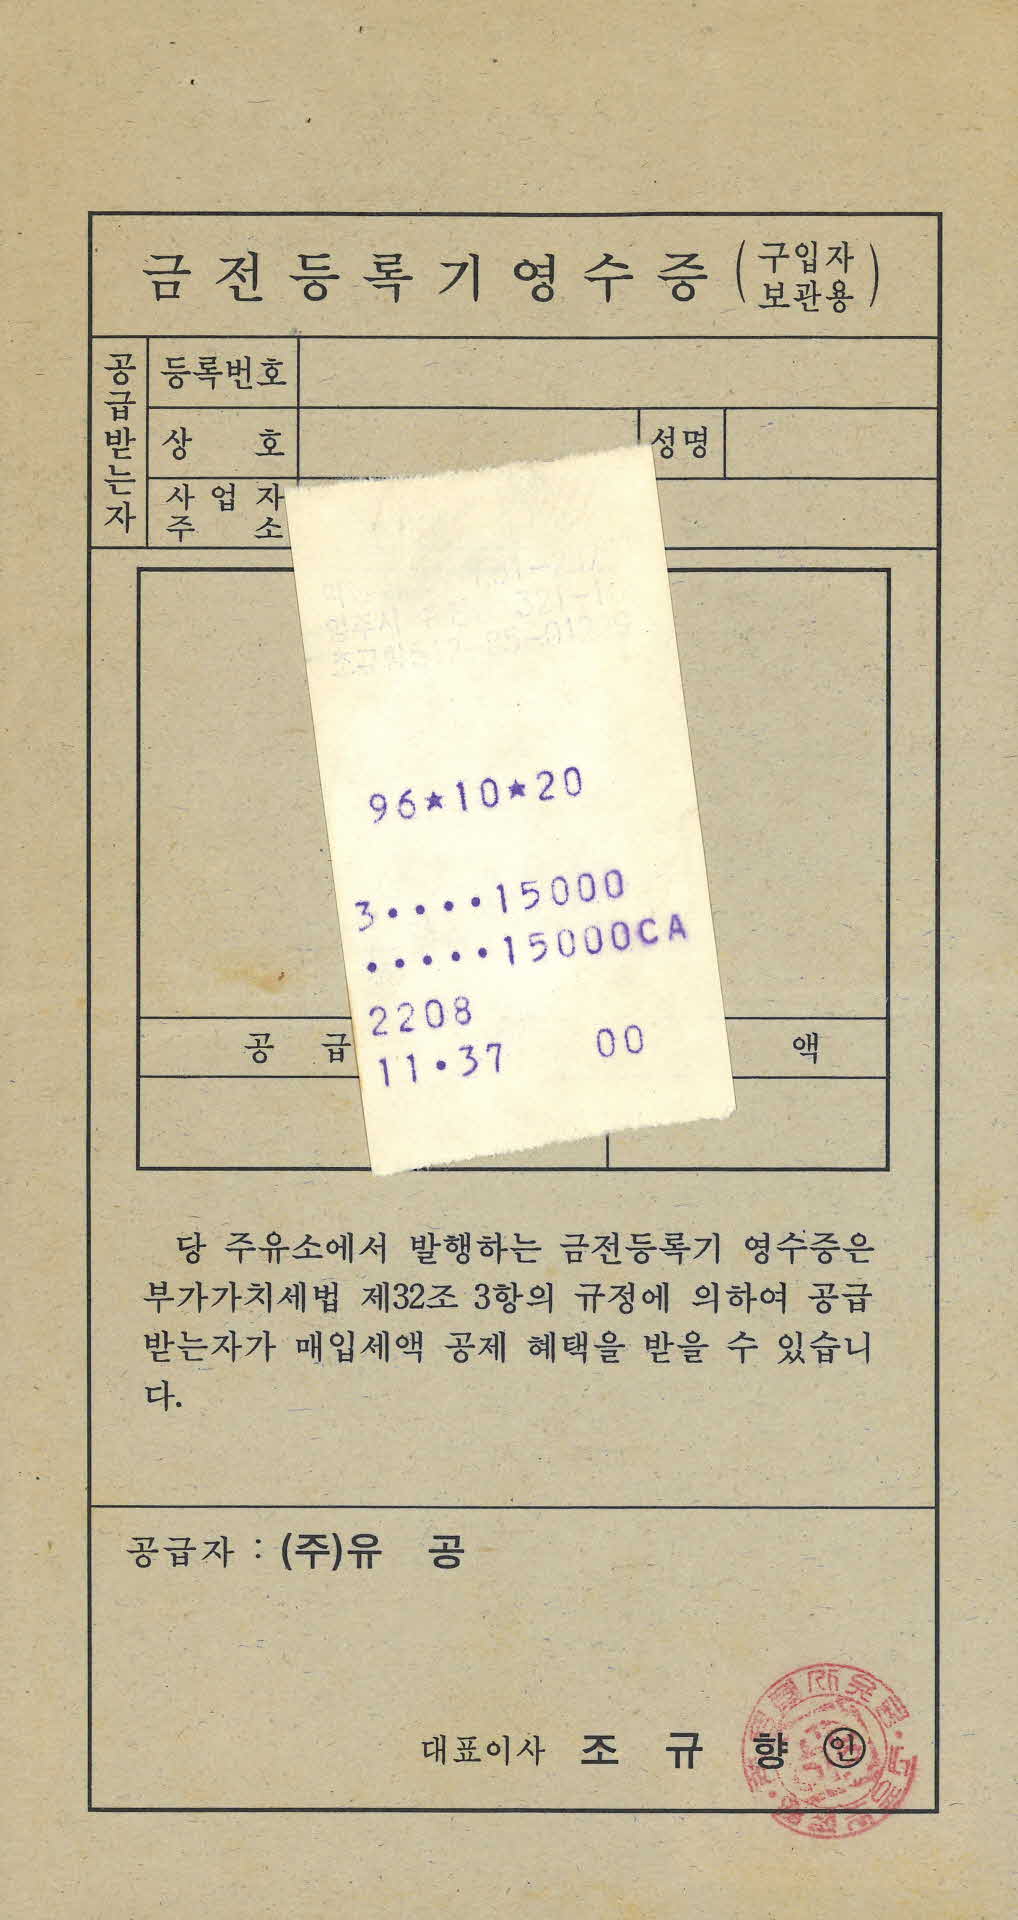 금전등록기영수증(구입자 보관용)
공급받는자
등록번호
상 호
성명
사업자
주 소
96★10★20
3••••15000
•••••15000CA
2208
11•37 00
공 급
액
당 주유소에서 발행하는 금전등록기 영수증은
부가가치세법 제32조 3항의 규정에 의하여 공급
받는자가 매입세액 공제 혜택을 받을 수 있습니
다.
공급자 : (주)유 공
대표이사 조 규 향 ㊞